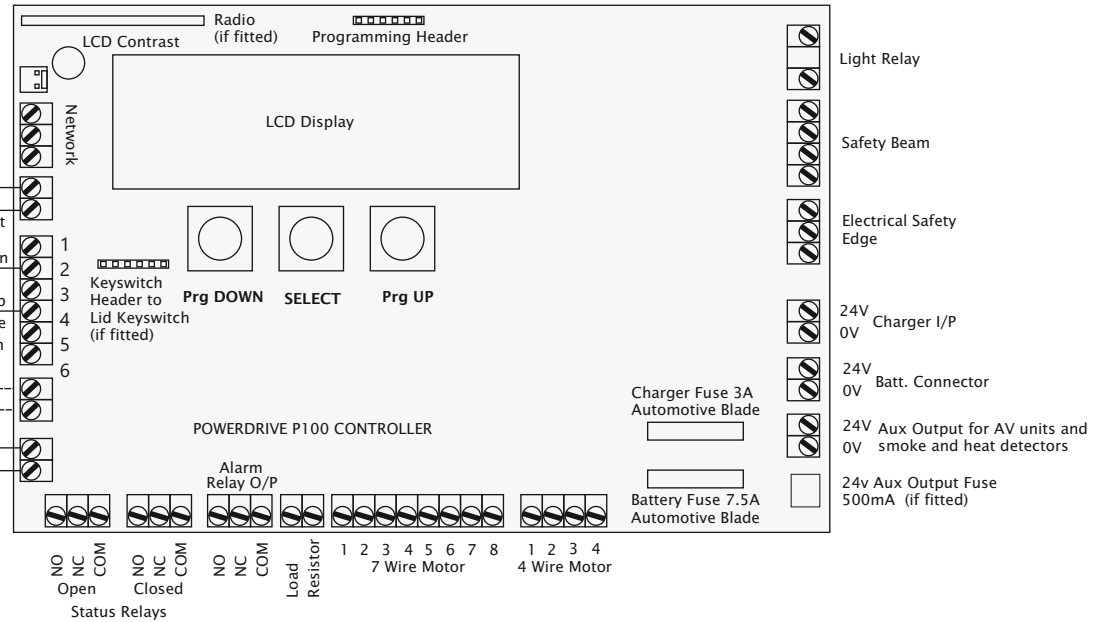 Radio
(if fitted)
Programming Header
LCD Contrast
LCD Display
Network
1
2
3
4
5
6
Keyswitch
Header to
Lid Keyswitch
(if fitted)
Prg DOWN
SELECT
Prg UP
POWERDRIVE P100 CONTROLLER
Charger Fuse 3A
Automotive Blade
Battery Fuse 7.5A
Automotive Blade
Light Relay
Safety Beam
Electrical Safety
Edge
24V
0V
Charger I/P
24V
0V
Batt. Connector
24V
0V
Aux Output for AV units and
smoke and heat detectors
24v Aux Output Fuse
500mA (if fitted)
Alarm
Relay O/P
NO
NC
COM
Open
NO
NC
COM
Closed
Status Relays
NO
NC
COM
Load
Resistor
1 2 3 4 5 6 7 8
7 Wire Motor
1 2 3 4
4 Wire Motor